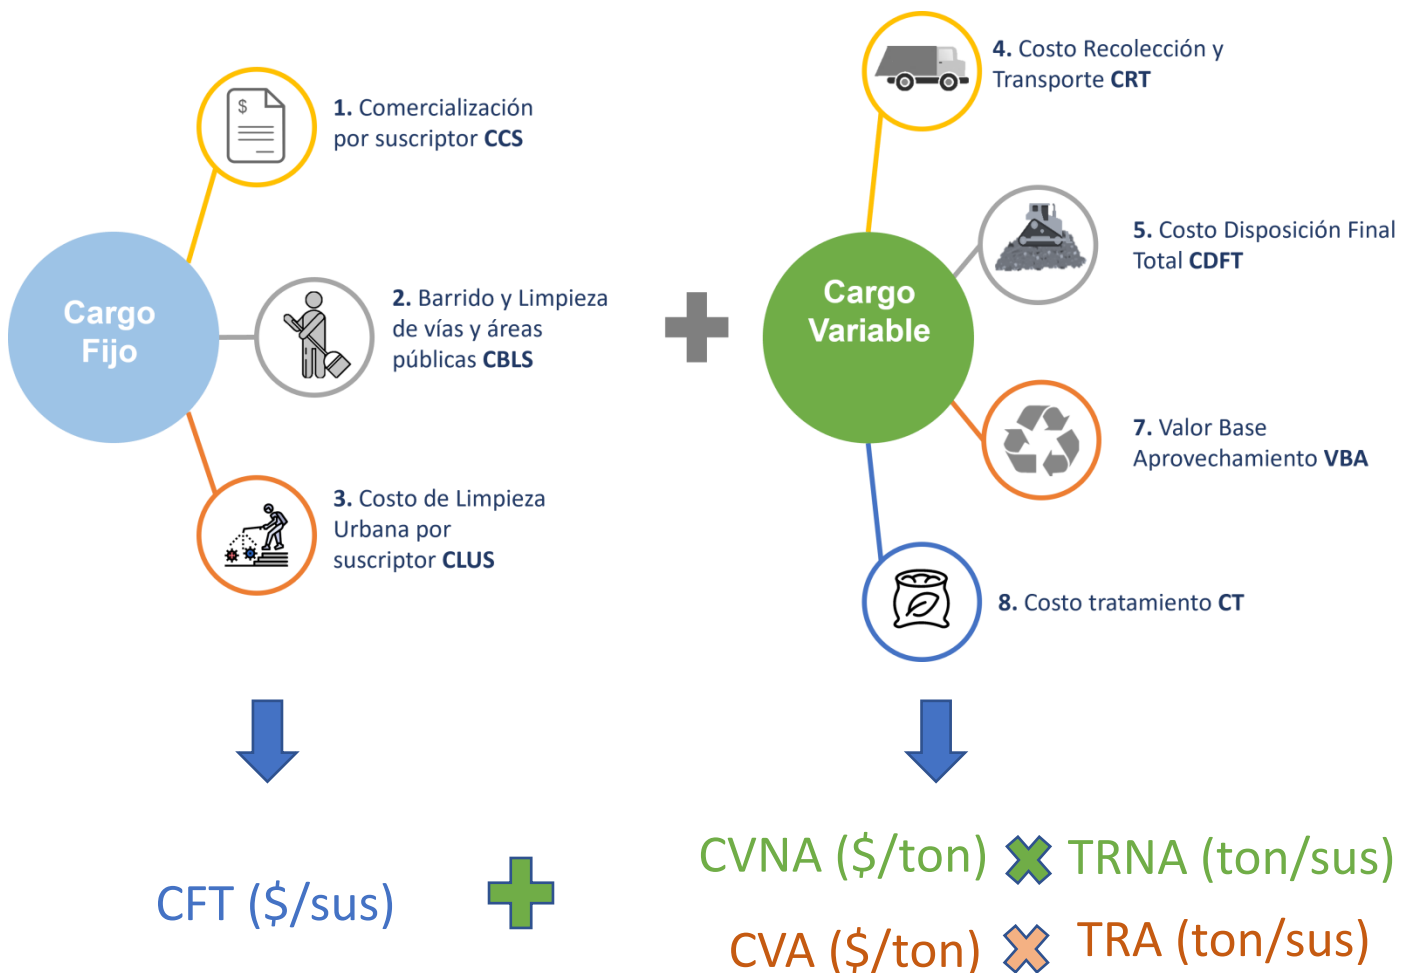 $
1. Comercialización
por suscriptor CCS
Cargo
Fijo
2. Barrido y Limpieza
de vías y áreas
públicas CBLS
3. Costo de Limpieza
Urbana por
suscriptor CLUS
4. Costo Recolección y
Transporte CRT
5. Costo Disposición Final
Total CDFT
Cargo
Variable
7. Valor Base
Aprovechamiento VBA
8. Costo tratamiento CT
CFT ($/sus)
CVNA ($/ton) TRNA (ton/sus)
CVA ($/ton) TRA (ton/sus)